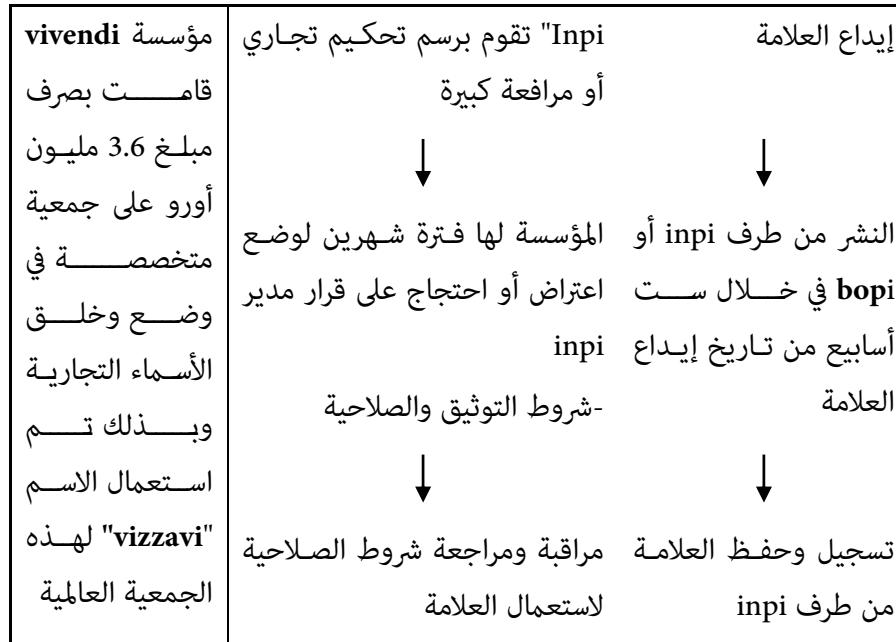 إيداع العلامة
النشر من طرف inpi أو
bopi في خلال ست
أسابيع من تاريخ إيداع
العلامة
تسجيل وحفظ العلامة
من طرف inpi
Inpi" تقوم برسم تحكيم تجاري
أو مرافعة كبيرة
المؤسسة لها فترة شهرين لوضع
اعتراض أو احتجاج على قرار مدير
inpi
-شروط التوثيق والصلاحية
مراقبة ومراجعة شروط الصلاحية
لاستعمال العلامة
مؤسسة vivendi
قامت بصرف
مبلغ 3.6 مليون
أورو على جمعية
متخصصة في
وضع وخلق
الأسماء التجارية
وبذلك تم
استعمال الاسم
"vizzavi" لهذه
الجمعية العالمية